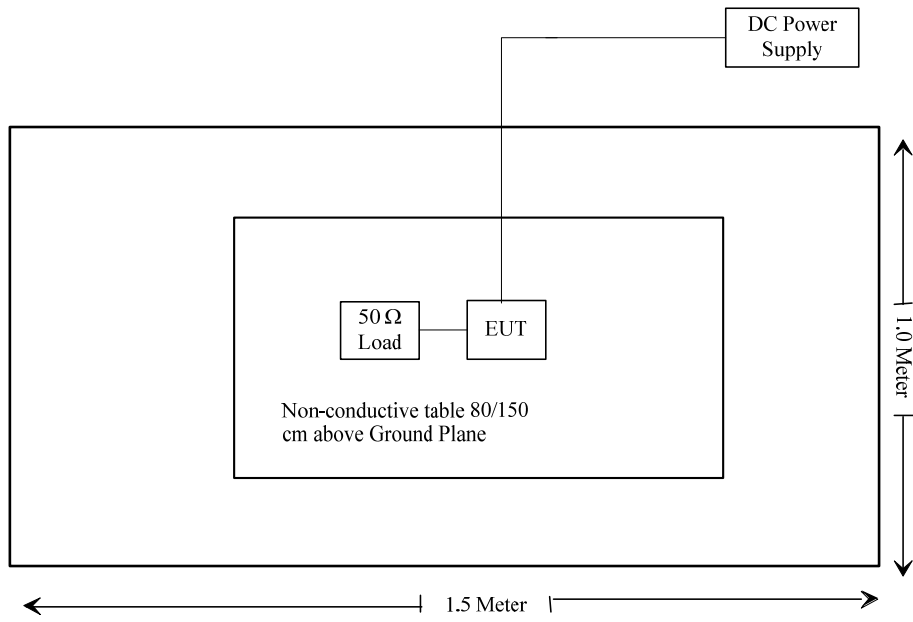 DC Power
Supply
50 Ω
Load
EUT
1.0 Meter
Non-conductive table 80/150
cm above Ground Plane
1.5 Meter